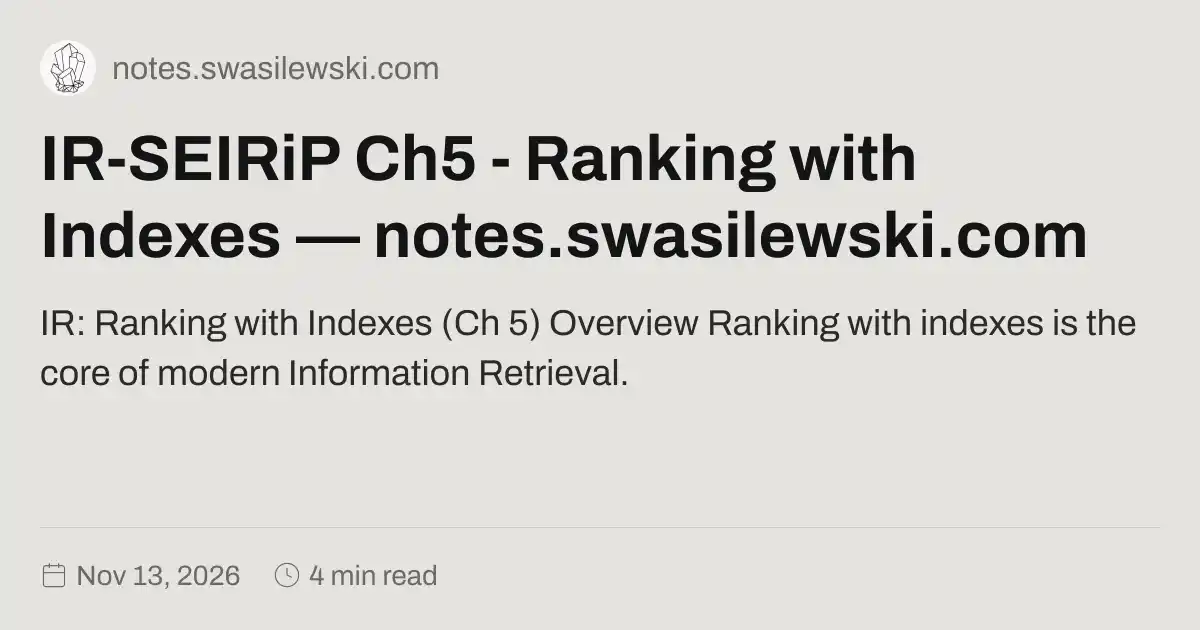 notes.swasilewski.com
IR-SEIRiP Ch5 - Ranking with
Indexes — notes.swasilewski.com
IR: Ranking with Indexes (Ch 5) Overview Ranking with indexes is the
core of modern Information Retrieval.
Nov 13, 2026 4 min read